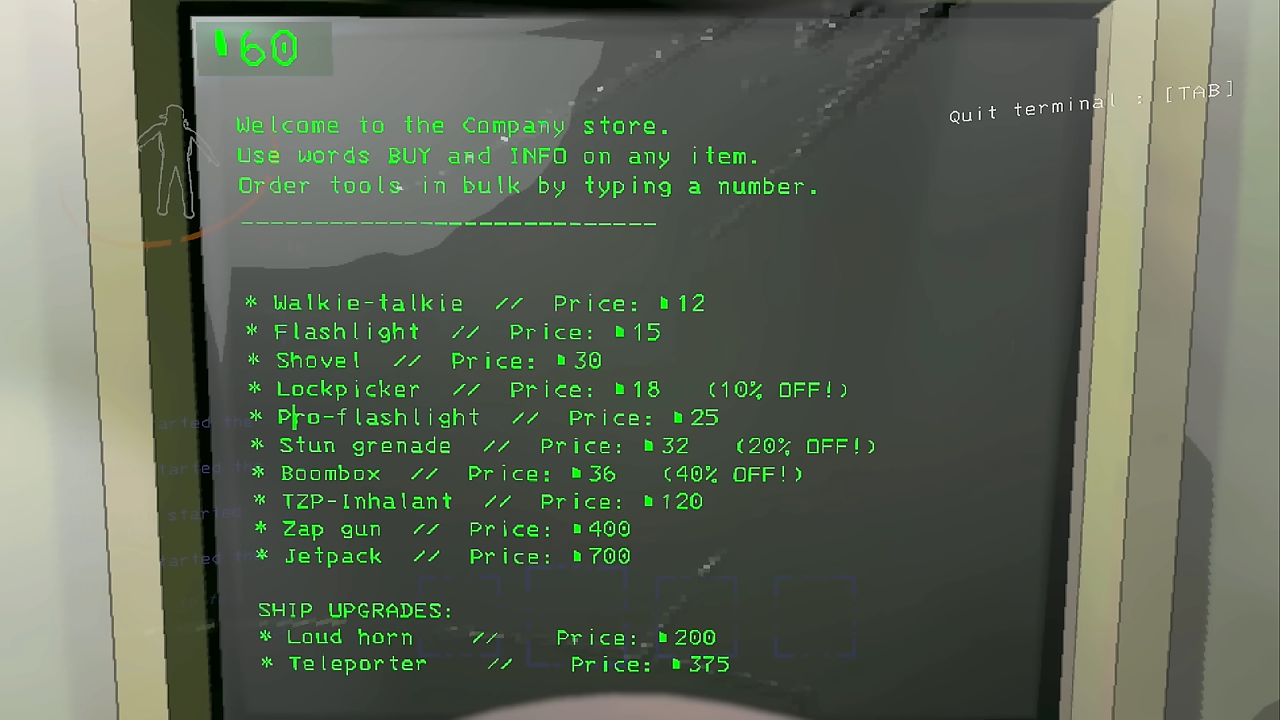 ▮60
Quit terminal : [TAB]
Welcome to the Company store.
Use words BUY and INFO on any item.
Order tools in bulk by typing a number.
----------------------------
* Walkie-talkie // Price: ▮12
* Flashlight // Price: ▮15
* Shovel // Price: ▮30
* Lockpicker // Price: ▮18 (10% OFF!)
* Pro-flashlight // Price: ▮25
* Stun grenade // Price: ▮32 (20% OFF!)
* Boombox // Price: ▮36 (40% OFF!)
* TZP-Inhalant // Price: ▮120
* Zap gun // Price: ▮400
* Jetpack // Price: ▮700
SHIP UPGRADES:
* Loud horn // Price: ▮200
* Teleporter // Price: ▮375